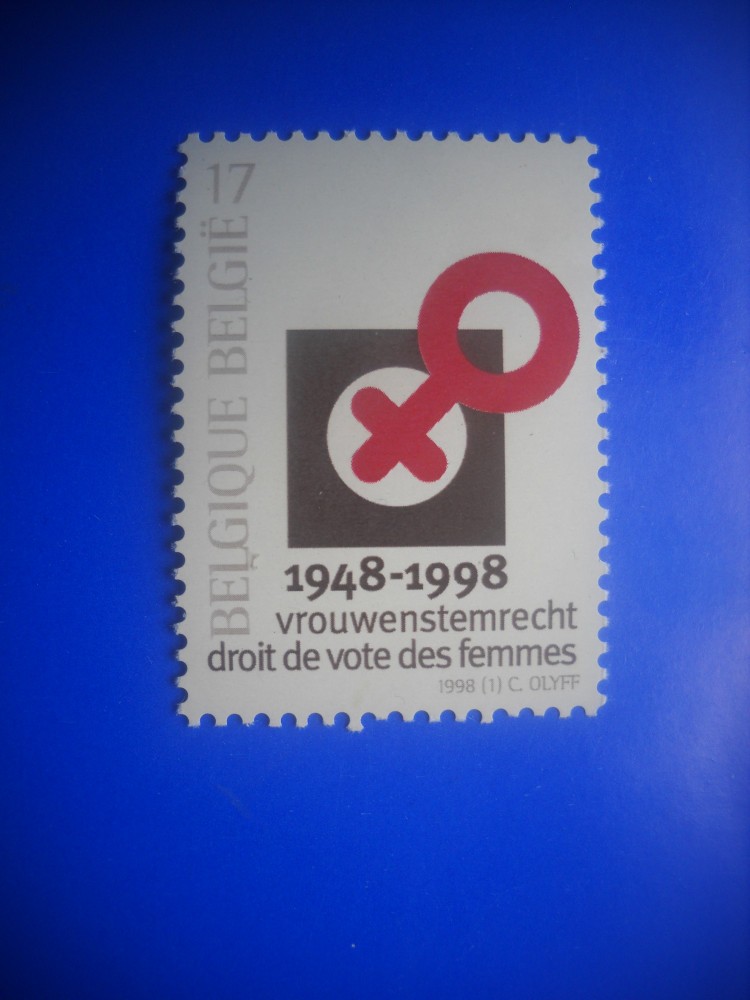 17
BELGIQUE BELGIË
1948-1998
vrouwenstemrecht
droit de vote des femmes
1998 (1) C. OLYFF